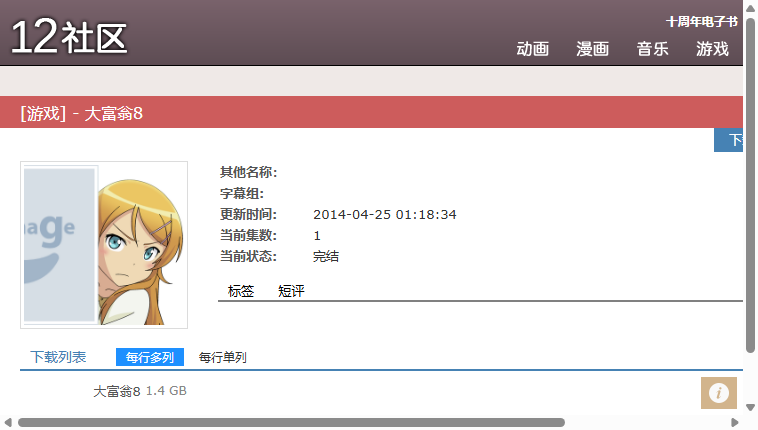 十周年电子书
12社区
动画 漫画 音乐 游戏
[游戏] - 大富翁8
其他名称:
字幕组:
更新时间: 2014-04-25 01:18:34
当前集数: 1
当前状态: 完结
标签 短评
下载列表 每行多列 每行单列
大富翁8 1.4 GB